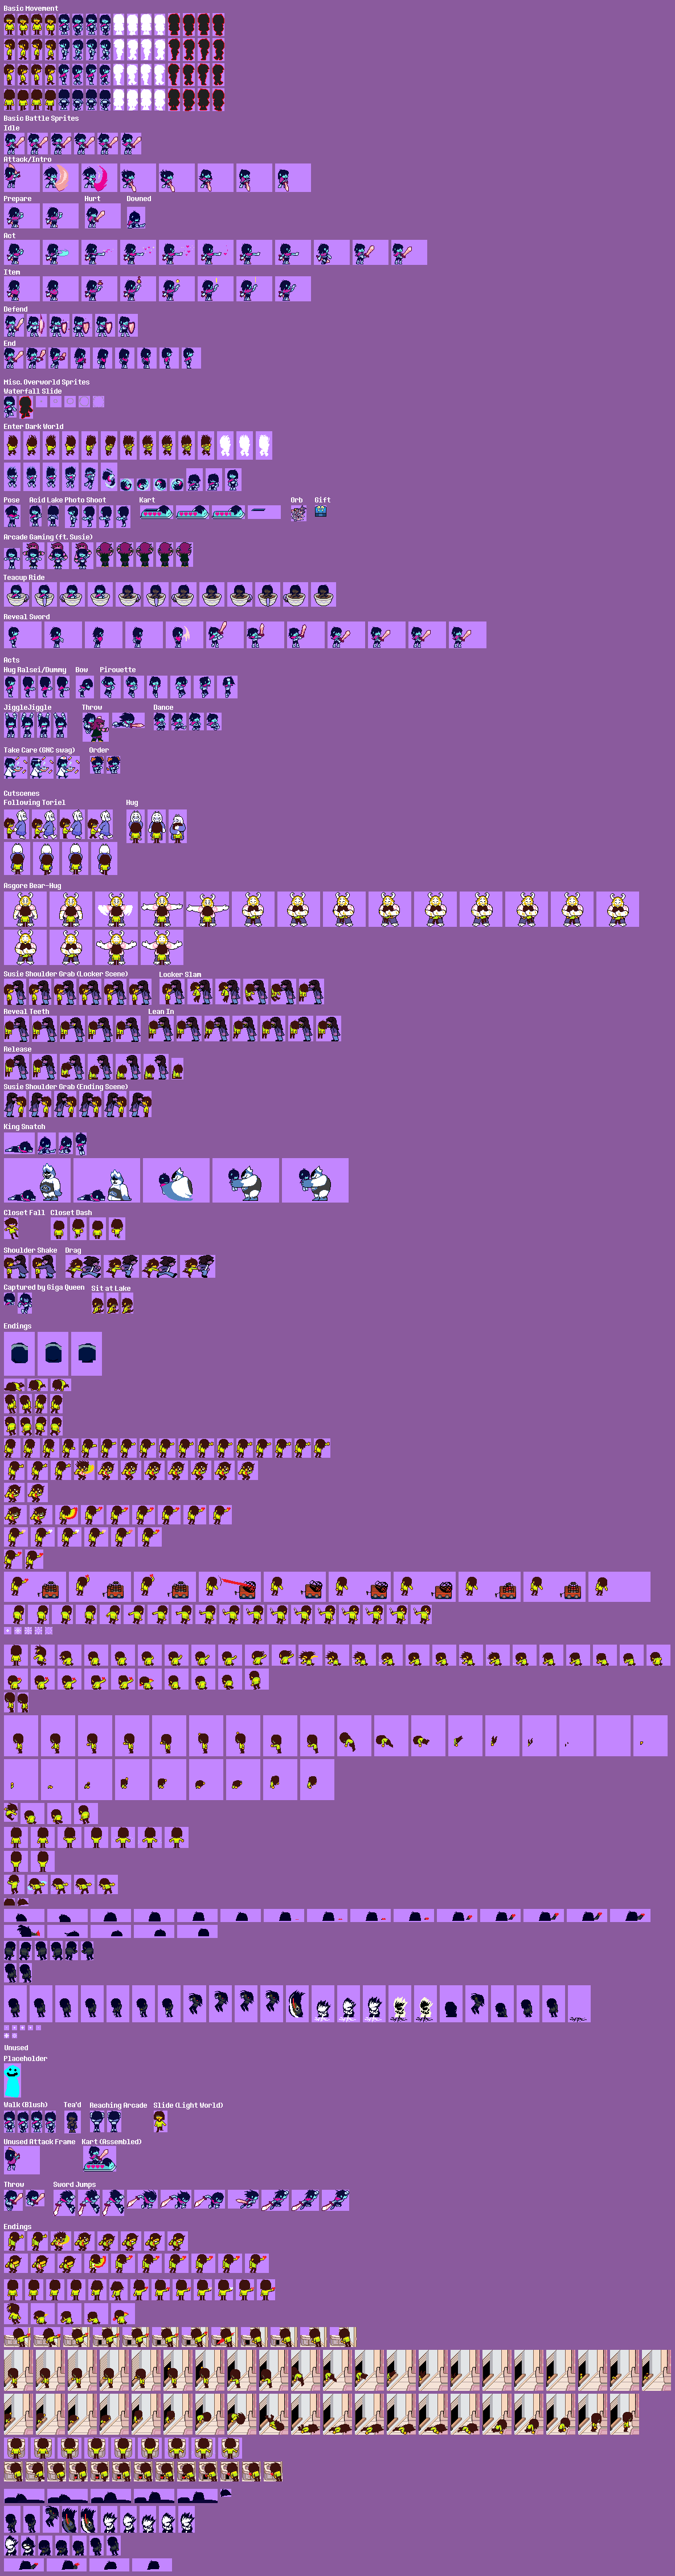 Basic Movement
Basic Battle Sprites
Idle
Attack/Intro
Prepare Hurt Downed
Act
Item
Defend
End
Misc. Overworld Sprites
Waterfall Slide
Enter Dark World
Pose Acid Lake Photo Shoot Kart Orb Gift
Arcade Gaming (ft. Susie)
Teacup Ride
Reveal Sword
Acts
Hug Ralsei/Dummy Bow Pirouette
JiggleJiggle Throw Dance
Take Care (GNC swag) Order
Cutscenes
Following Toriel Hug
Asgore Bear-Hug
Susie Shoulder Grab (Locker Scene) Locker Slam
Reveal Teeth Lean In
Release
Susie Shoulder Grab (Ending Scene)
King Snatch
Closet Fall Closet Dash
Shoulder Shake Drag
Captured by Giga Queen Sit at Lake
Endings
Unused
Placeholder
Walk (Blush) Tea'd Reaching Arcade Slide (Light World)
Unused Attack Frame Kart (Assembled)
Throw Sword Jumps
Endings